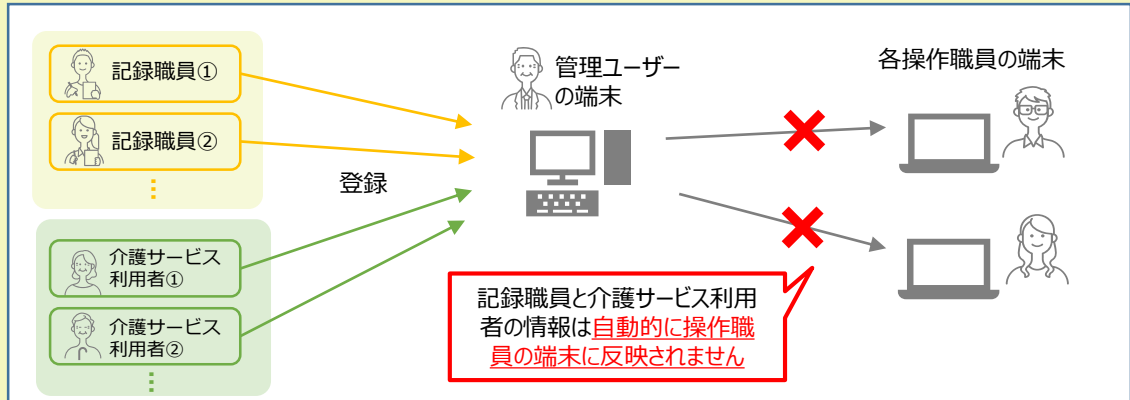 記録職員①
記録職員②
⋮
介護サービス
利用者①
介護サービス
利用者②
⋮
登録
管理ユーザー
の端末
各操作職員の端末
記録職員と介護サービス利用
者の情報は自動的に操作職
員の端末に反映されません